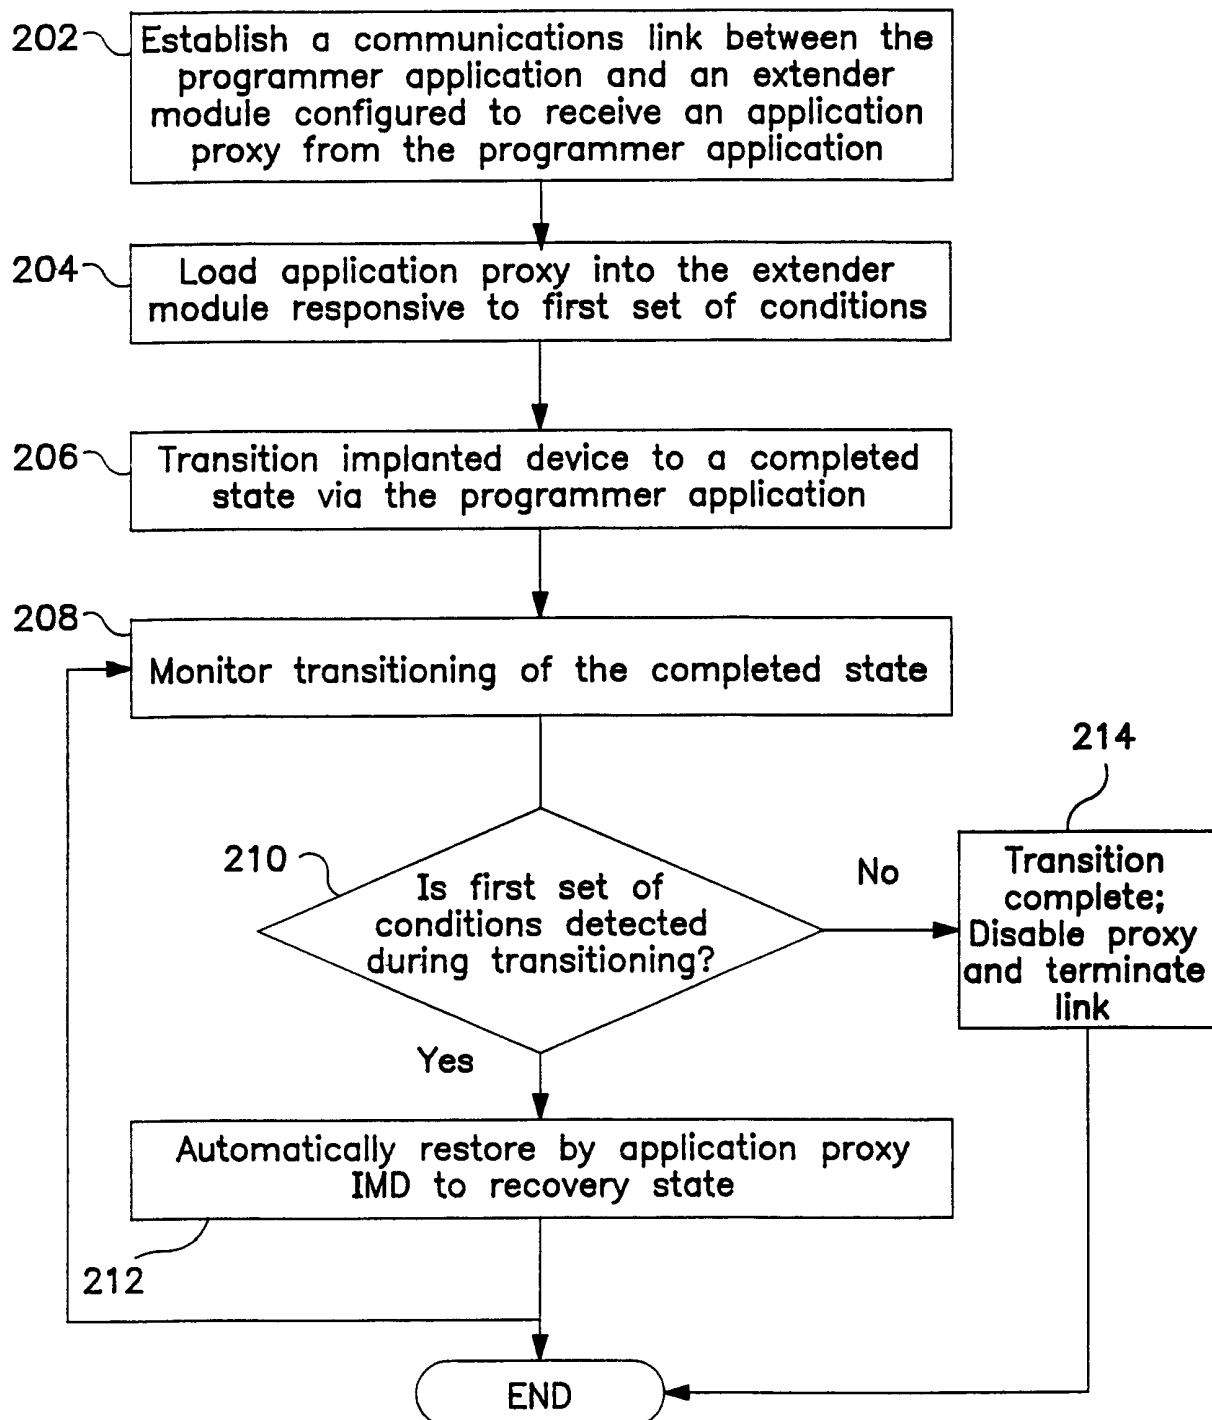 202
Establish a communications link between the
programmer application and an extender
module configured to receive an application
proxy from the programmer application
204
Load application proxy into the extender
module responsive to first set of conditions
206
Transition implanted device to a completed
state via the programmer application
208
Monitor transitioning of the completed state
210
Is first set of
conditions detected
during transitioning?
No
214
Transition
complete;
Disable proxy
and terminate
link
Yes
Automatically restore by application proxy
IMD to recovery state
212
END